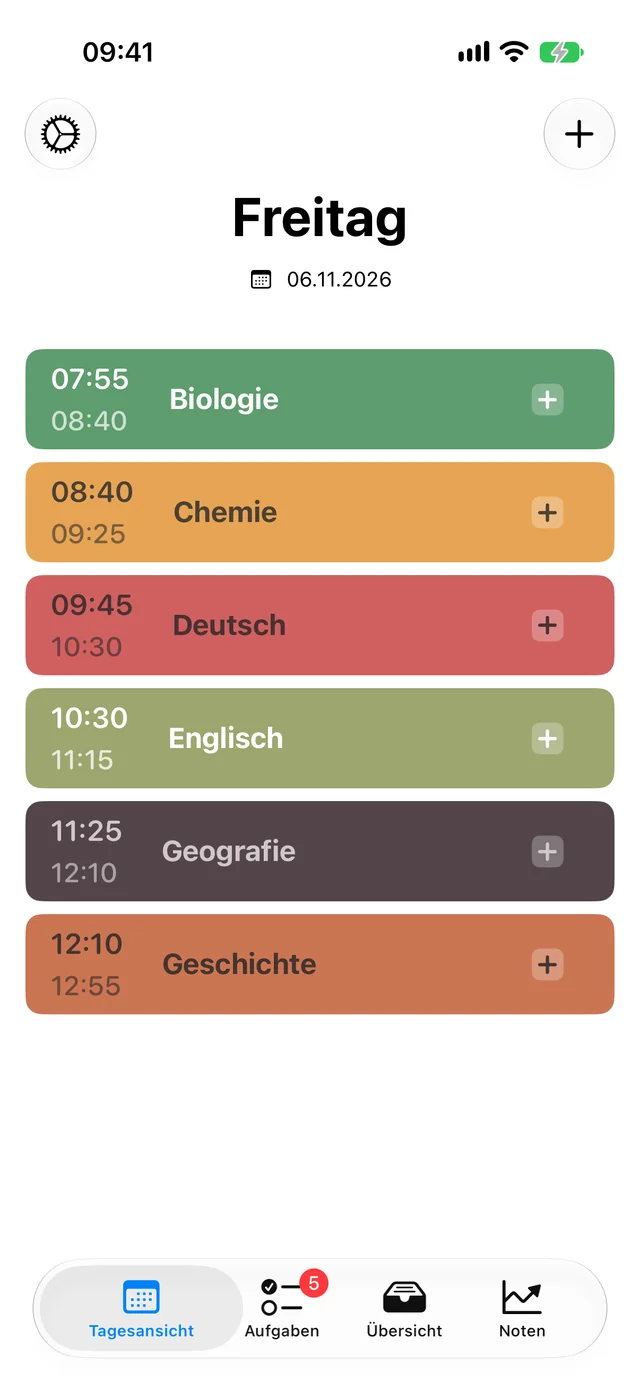 09:41
Freitag
06.11.2026
07:55
Biologie
08:40
08:40
Chemie
09:25
09:45
Deutsch
10:30
10:30
Englisch
11:15
11:25
Geografie
12:10
12:10
Geschichte
12:55
5
Tagesansicht
Aufgaben
Übersicht
Noten